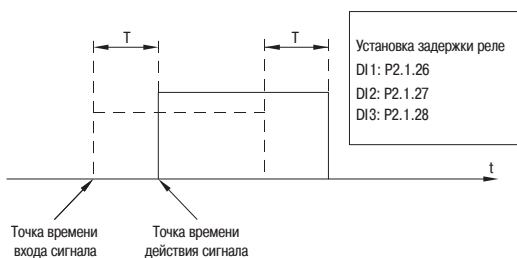 T
T
Установка задержки реле
DI1: P2.1.26
DI2: P2.1.27
DI3: P2.1.28
t
Точка времени
входа сигнала
Точка времени
действия сигнала